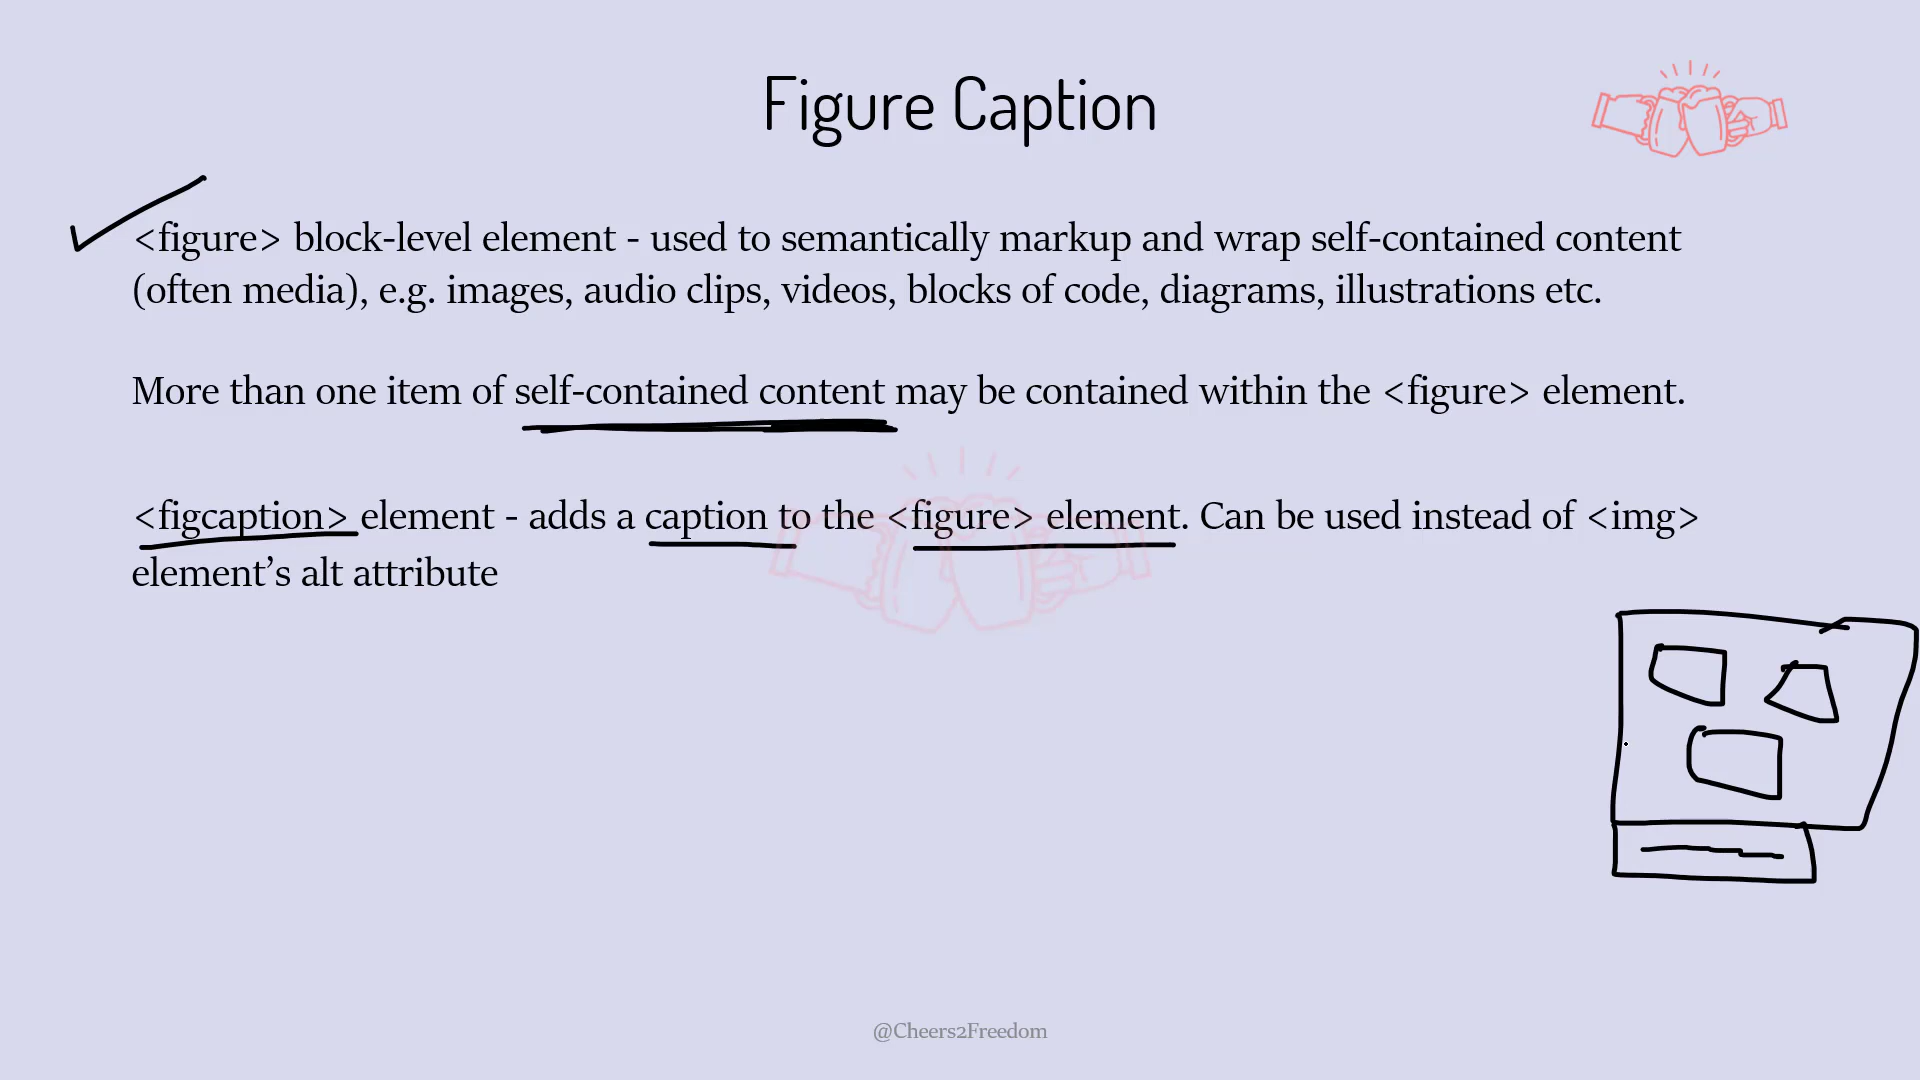 Figure Caption
<figure> block-level element - used to semantically markup and wrap self-contained content
(often media), e.g. images, audio clips, videos, blocks of code, diagrams, illustrations etc.
More than one item of self-contained content may be contained within the <figure> element.
<figcaption> element - adds a caption to the <figure> element. Can be used instead of <img>
element’s alt attribute
@Cheers2Freedom